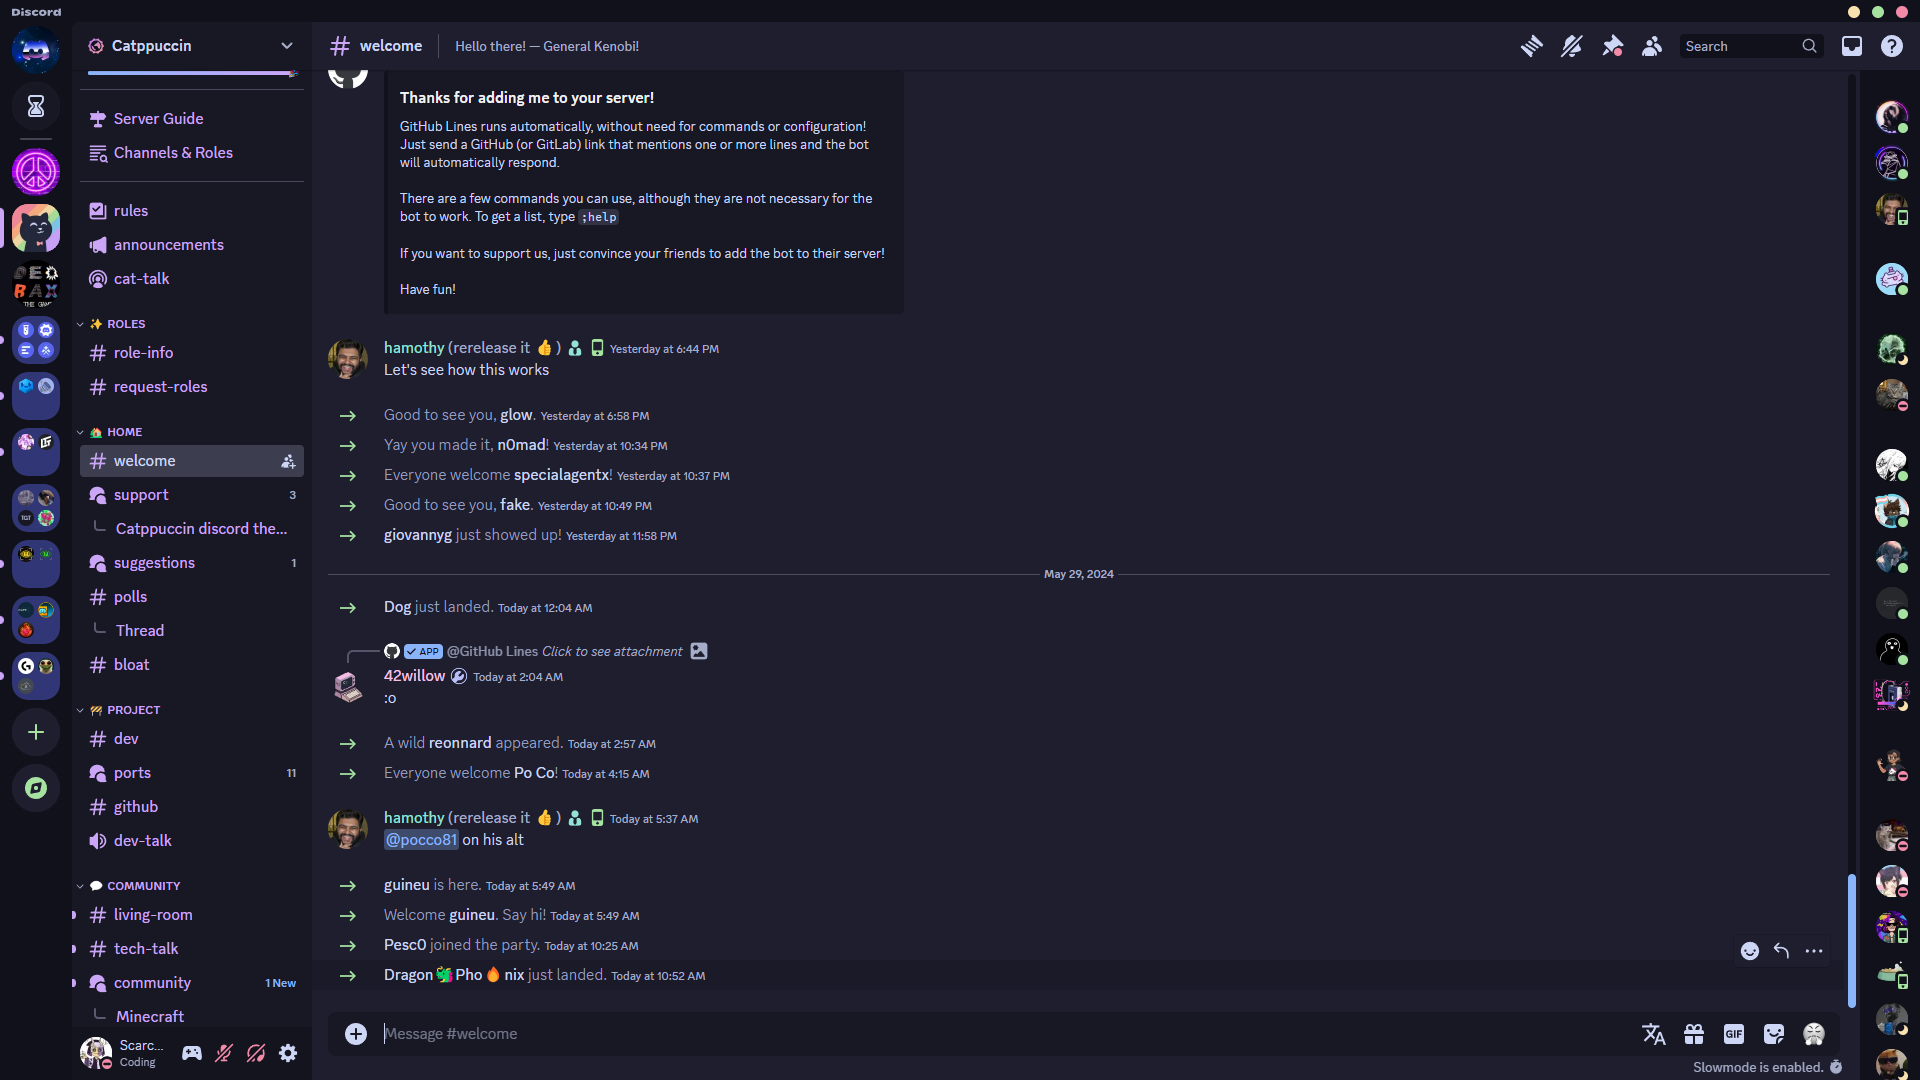 Discord
Catppuccin
Server Guide
Channels & Roles
rules
announcements
cat-talk
ROLES
role-info
request-roles
HOME
welcome
support
3
Catppuccin discord the...
suggestions
1
polls
Thread
bloat
PROJECT
dev
ports
11
github
dev-talk
COMMUNITY
living-room
tech-talk
community
1 New
Minecraft
Scarc...
Coding
welcome
Hello there! — General Kenobi!
Search
Thanks for adding me to your server!
GitHub Lines runs automatically, without need for commands or configuration!
Just send a GitHub (or GitLab) link that mentions one or more lines and the bot
will automatically respond.
There are a few commands you can use, although they are not necessary for the
bot to work. To get a list, type ;help
If you want to support us, just convince your friends to add the bot to their server!
Have fun!
hamothy (rerelease it 👍 ) Yesterday at 6:44 PM
Let's see how this works
Good to see you, glow. Yesterday at 6:58 PM
Yay you made it, n0mad! Yesterday at 10:34 PM
Everyone welcome specialagentx! Yesterday at 10:37 PM
Good to see you, fake. Yesterday at 10:49 PM
giovannyg just showed up! Yesterday at 11:58 PM
May 29, 2024
Dog just landed. Today at 12:04 AM
APP @GitHub Lines Click to see attachment
42willow Today at 2:04 AM
:o
A wild reonnard appeared. Today at 2:57 AM
Everyone welcome Po Co! Today at 4:15 AM
hamothy (rerelease it 👍 ) Today at 5:37 AM
@pocco81 on his alt
guineu is here. Today at 5:49 AM
Welcome guineu. Say hi! Today at 5:49 AM
Pesc0 joined the party. Today at 10:25 AM
Dragon🐲Pho🔥nix just landed. Today at 10:52 AM
Message #welcome
GIF
Slowmode is enabled.